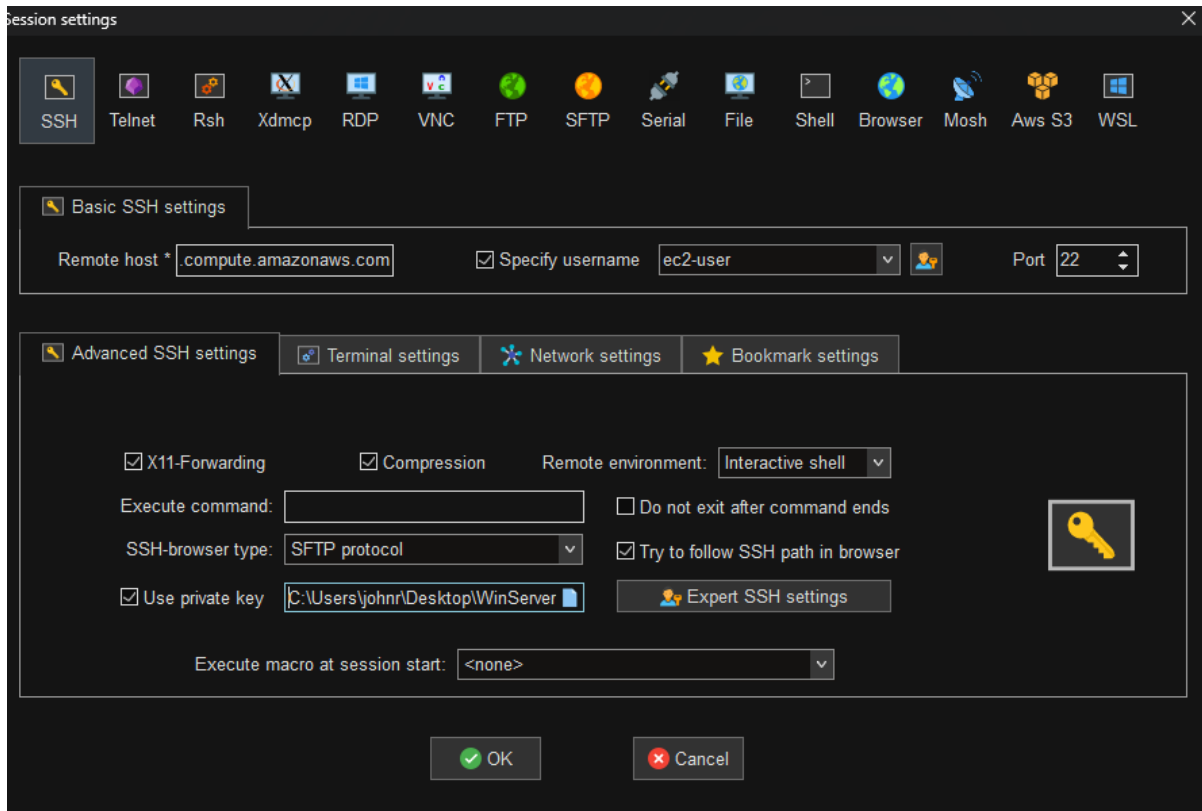 Session settings
SSH Telnet Rsh Xdmcp RDP VNC FTP SFTP Serial File Shell Browser Mosh Aws S3 WSL
Basic SSH settings
Remote host * .compute.amazonaws.com Specify username ec2-user Port 22
Advanced SSH settings Terminal settings Network settings Bookmark settings
X11-Forwarding Compression Remote environment: Interactive shell
Execute command: Do not exit after command ends
SSH-browser type: SFTP protocol Try to follow SSH path in browser
Use private key C:\Users\johnr\Desktop\WinServer Expert SSH settings
Execute macro at session start: <none>
OK Cancel